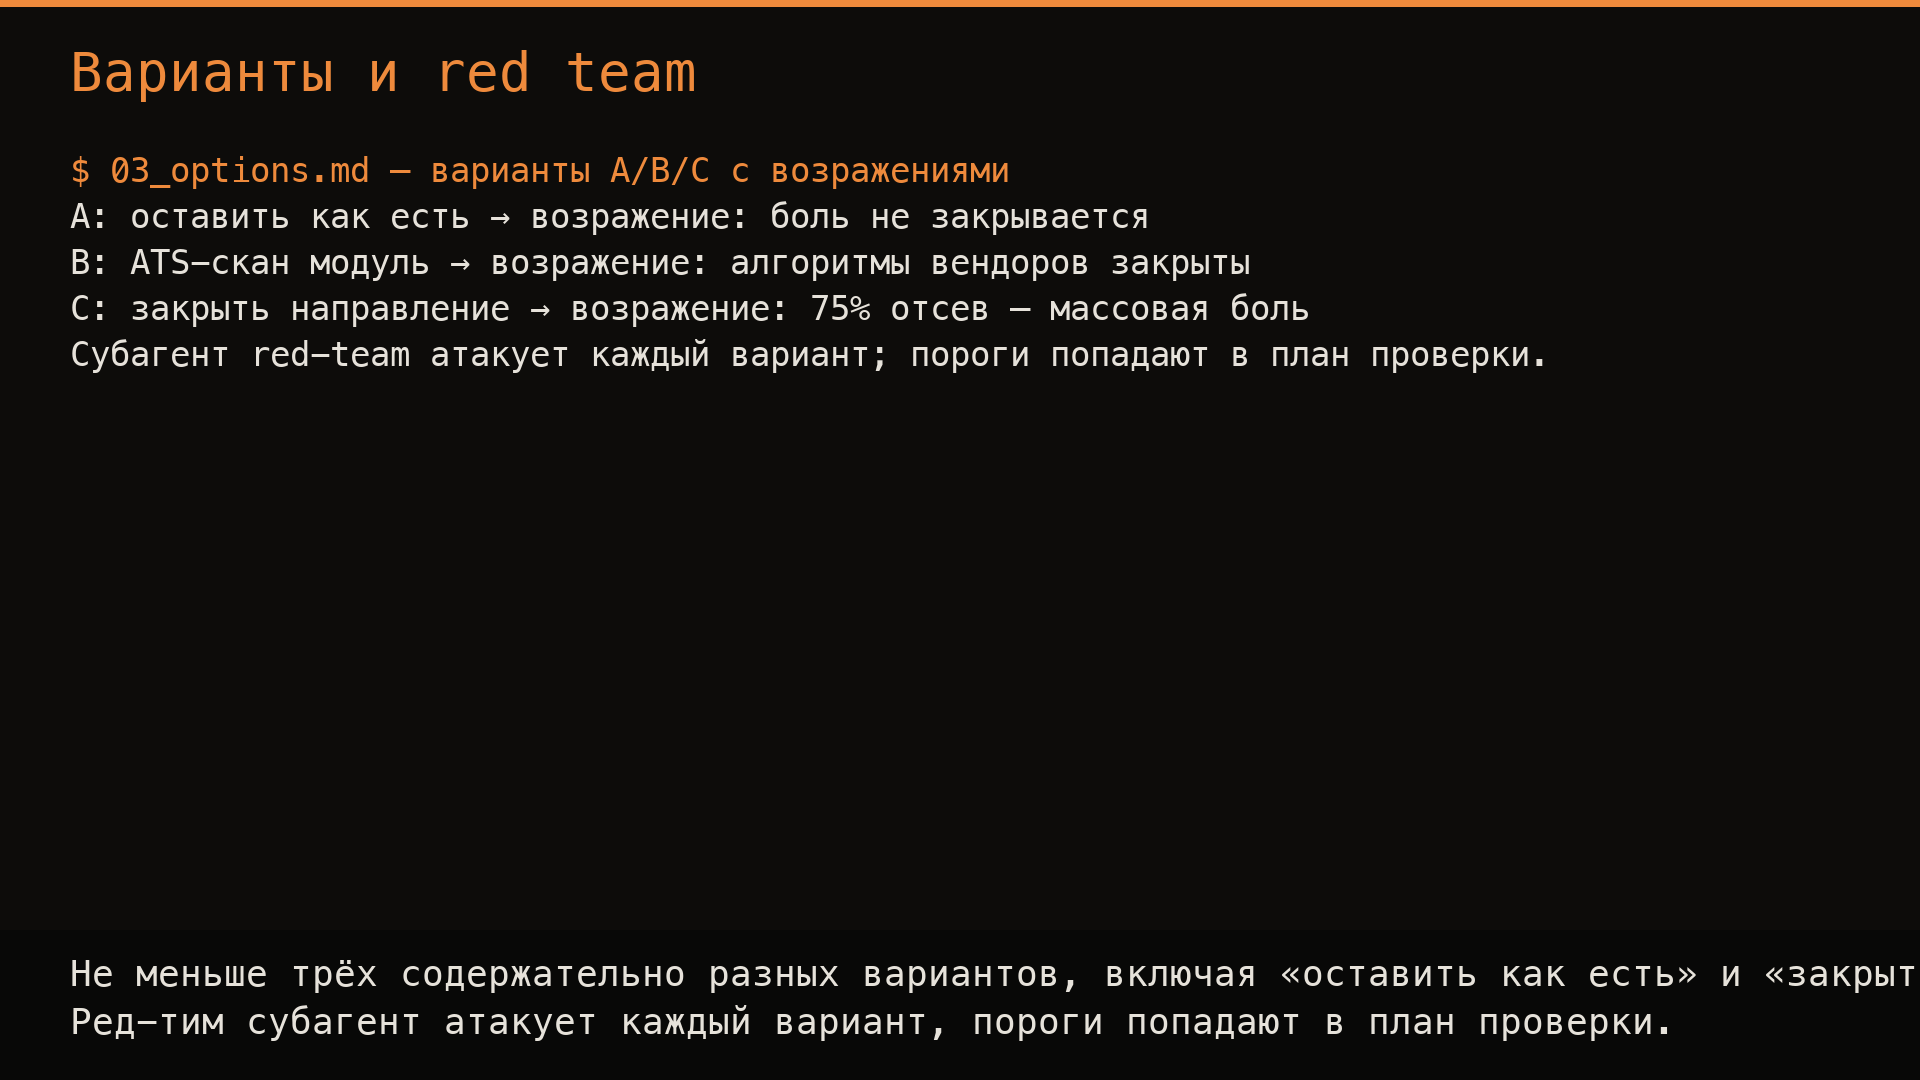 Варианты и red team
$ 03_options.md — варианты A/B/C с возражениями
A: оставить как есть → возражение: боль не закрывается
B: ATS-скан модуль → возражение: алгоритмы вендоров закрыты
C: закрыть направление → возражение: 75% отсев — массовая боль
Субагент red-team атакует каждый вариант; пороги попадают в план проверки.
Не меньше трёх содержательно разных вариантов, включая «оставить как есть» и «закрыт
Ред-тим субагент атакует каждый вариант, пороги попадают в план проверки.